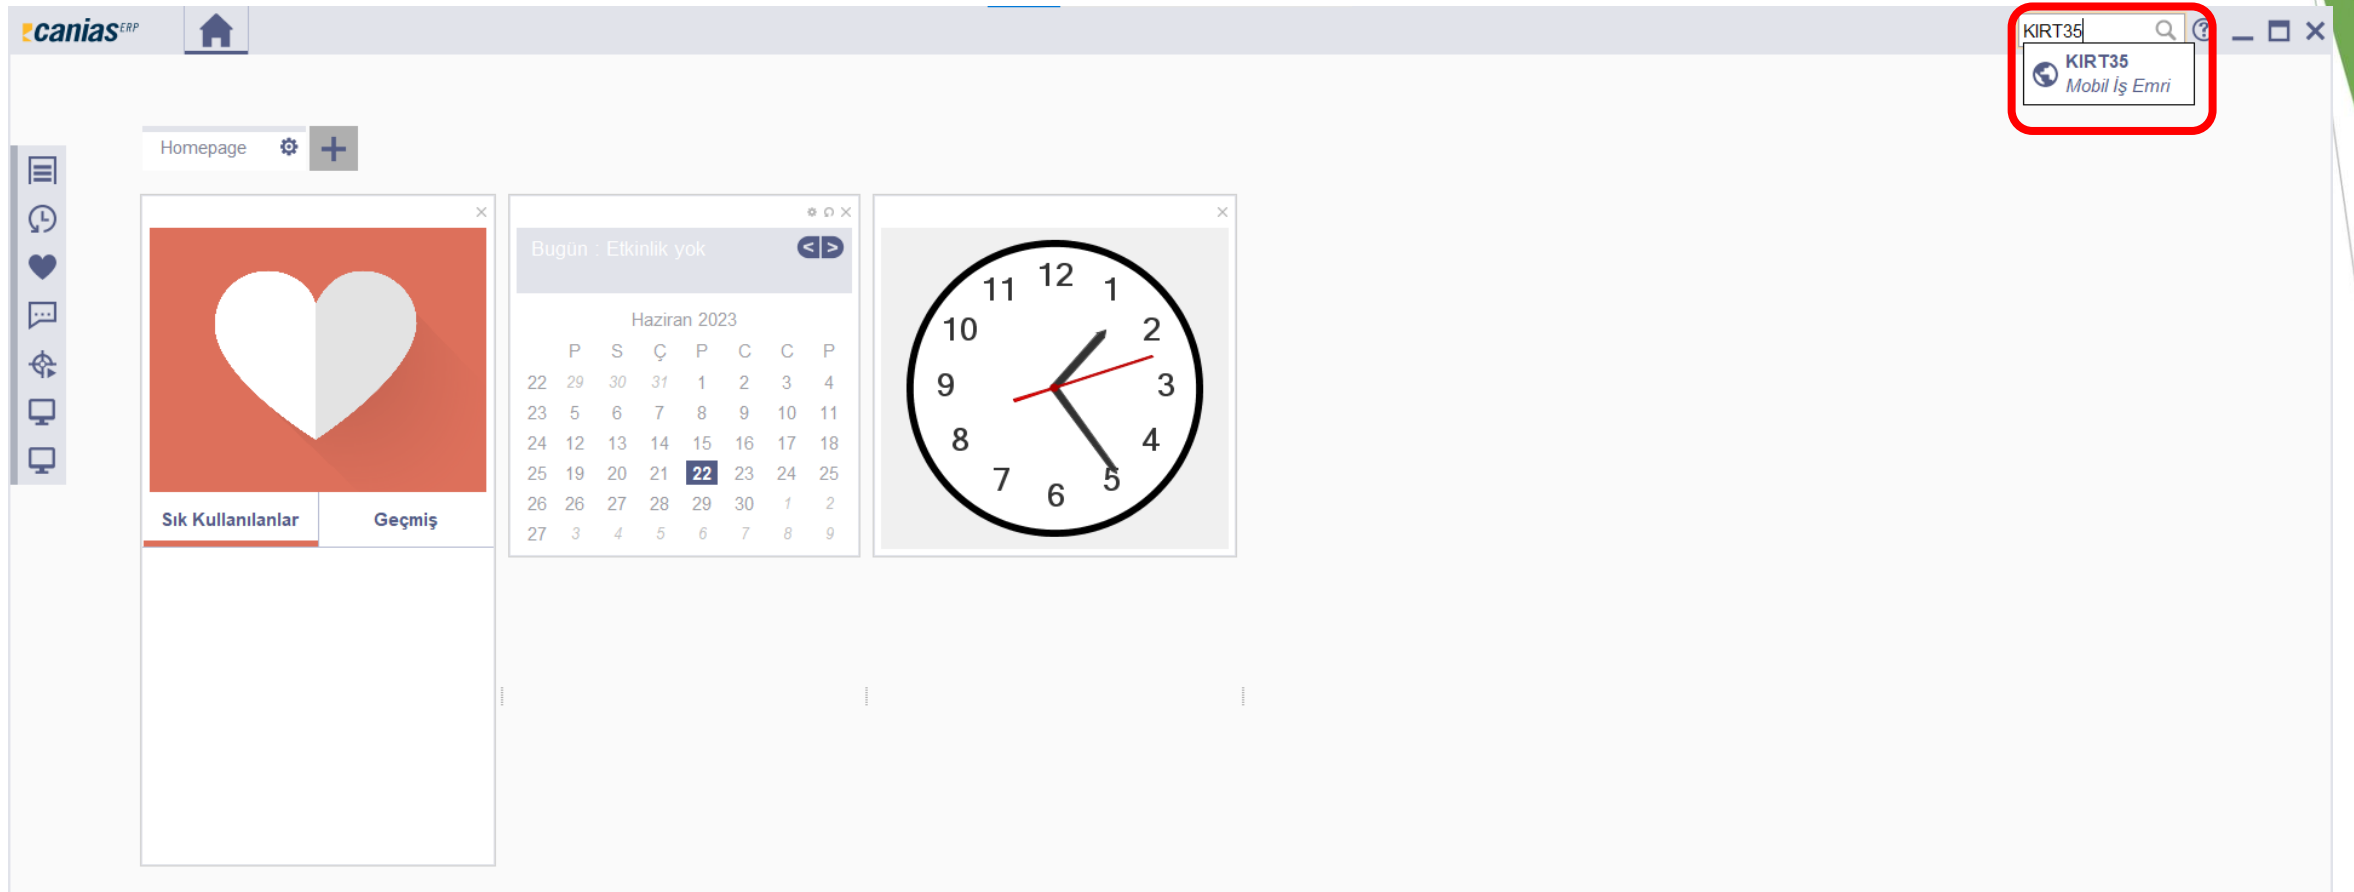 canias ERP
KIRT35
KIRT35
Mobil İş Emri
Homepage
Bugün : Etkinlik yok
< >
Haziran 2023
P S Ç P C C P
22 29 30 31 1 2 3 4
23 5 6 7 8 9 10 11
24 12 13 14 15 16 17 18
25 19 20 21 22 23 24 25
26 26 27 28 29 30 1 2
27 3 4 5 6 7 8 9
12
11 1
10 2
9 3
8 4
7 5
6
Sık Kullanılanlar Geçmiş